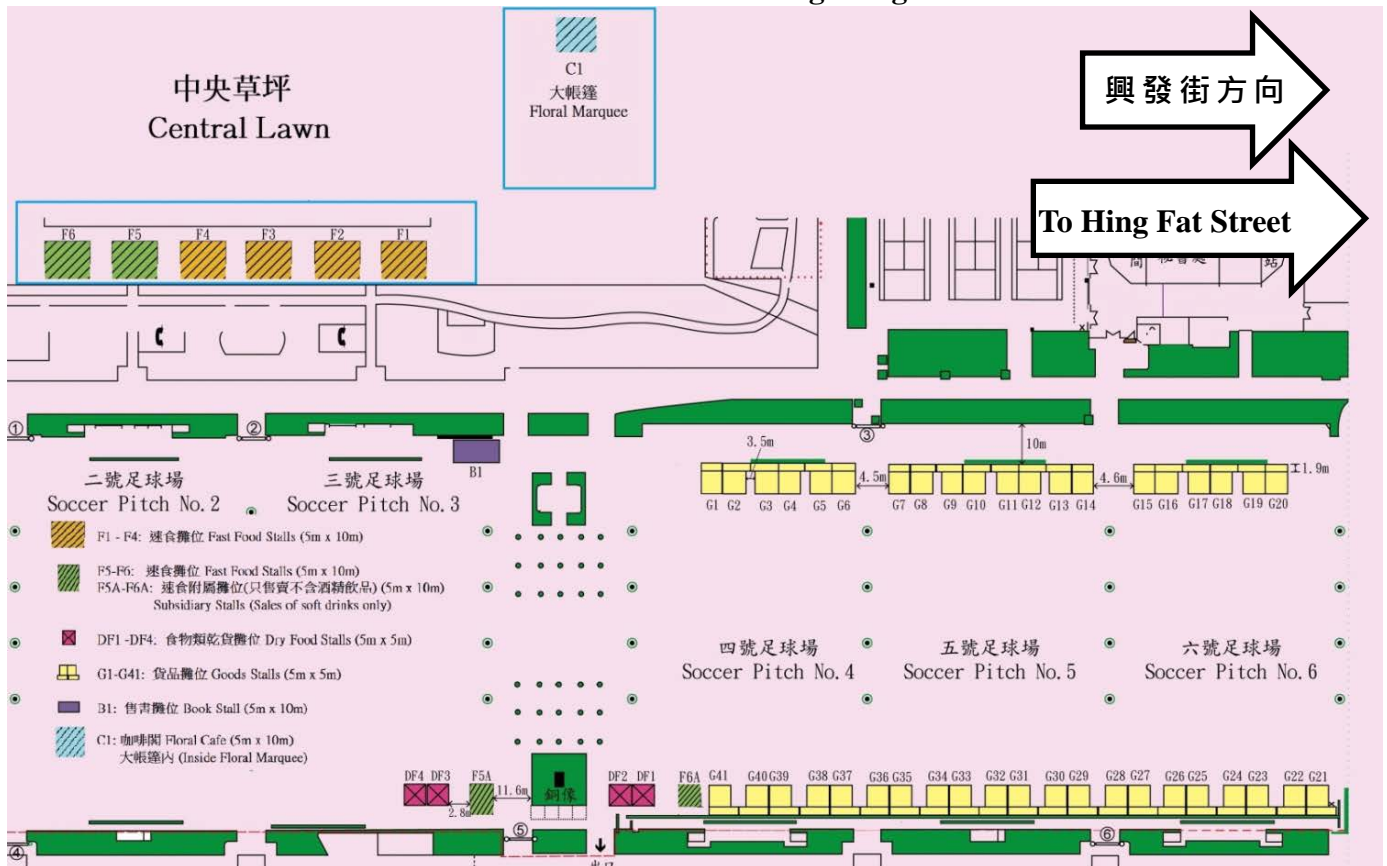 中央草坪
Central Lawn
C1
大帳篷
Floral Marquee
興發街方向
To Hing Fat Street
F6 F5 F4 F3 F2 F1
站
① ② ③
B1
3.5m
4.5m
10m
4.6m
1.9m
G1 G2 G3 G4 G5 G6 G7 G8 G9 G10 G11 G12 G13 G14 G15 G16 G17 G18 G19 G20
二號足球場
Soccer Pitch No.2
三號足球場
Soccer Pitch No.3
F1 - F4: 速食攤位 Fast Food Stalls (5m x 10m)
F5-F6: 速食攤位 Fast Food Stalls (5m x 10m)
F5A-F6A: 速食附屬攤位(只售賣不含酒精飲品) (5m x 10m)
Subsidiary Stalls (Sales of soft drinks only)
DF1 -DF4: 食物類乾貨攤位 Dry Food Stalls (5m x 5m)
G1-G41: 貨品攤位 Goods Stalls (5m x 5m)
B1: 售書攤位 Book Stall (5m x 10m)
C1: 咖啡閣 Floral Cafe (5m x 10m)
大帳篷內 (Inside Floral Marquee)
四號足球場
Soccer Pitch No.4
五號足球場
Soccer Pitch No.5
六號足球場
Soccer Pitch No.6
DF4 DF3 F5A
2.8m
11.6m
銅像
DF2 DF1 F6A G41 G40 G39 G38 G37 G36 G35 G34 G33 G32 G31 G30 G29 G28 G27 G26 G25 G24 G23 G22 G21
④ ⑤ ⑥